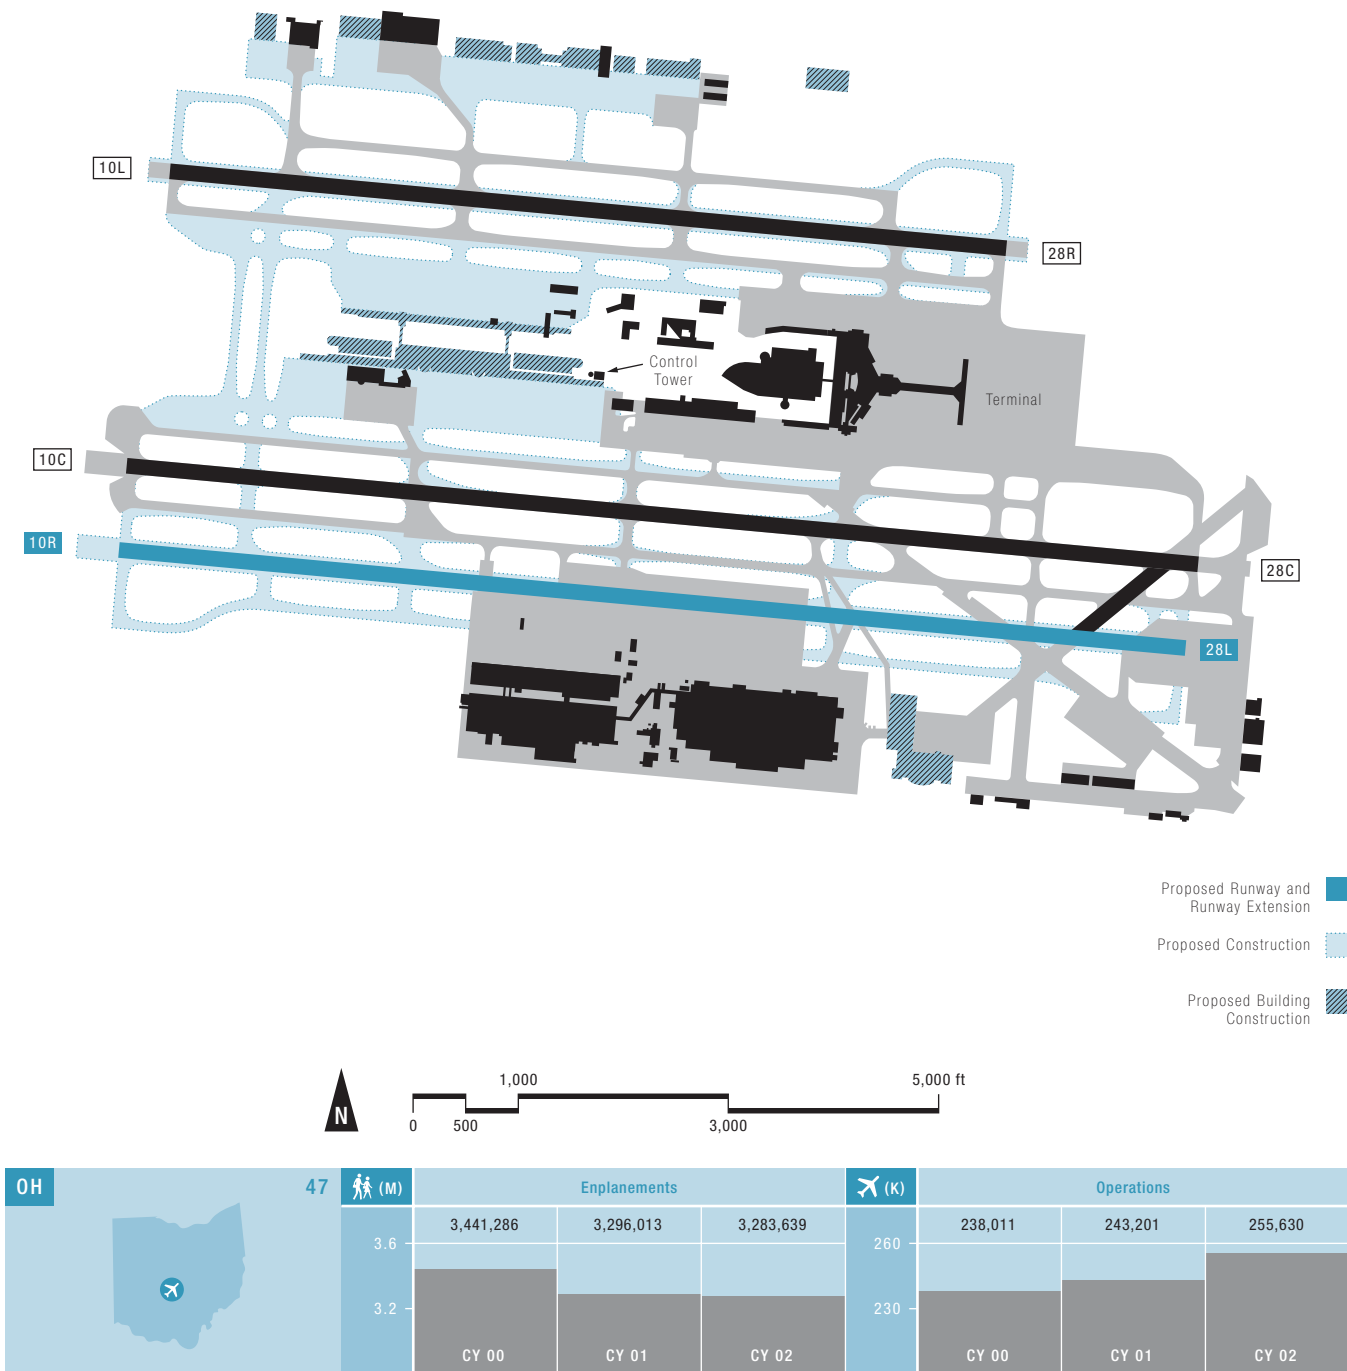 10L
28R
Control
Tower
Terminal
10C
10R
28C
28L
Proposed Runway and
Runway Extension
Proposed Construction
Proposed Building
Construction
N
1,000
5,000 ft
0
500
3,000
OH
47
(M)
Enplanements
(K)
Operations
3,441,286
3,296,013
3,283,639
238,011
243,201
255,630
3.6
260
3.2
230
CY 00
CY 01
CY 02
CY 00
CY 01
CY 02